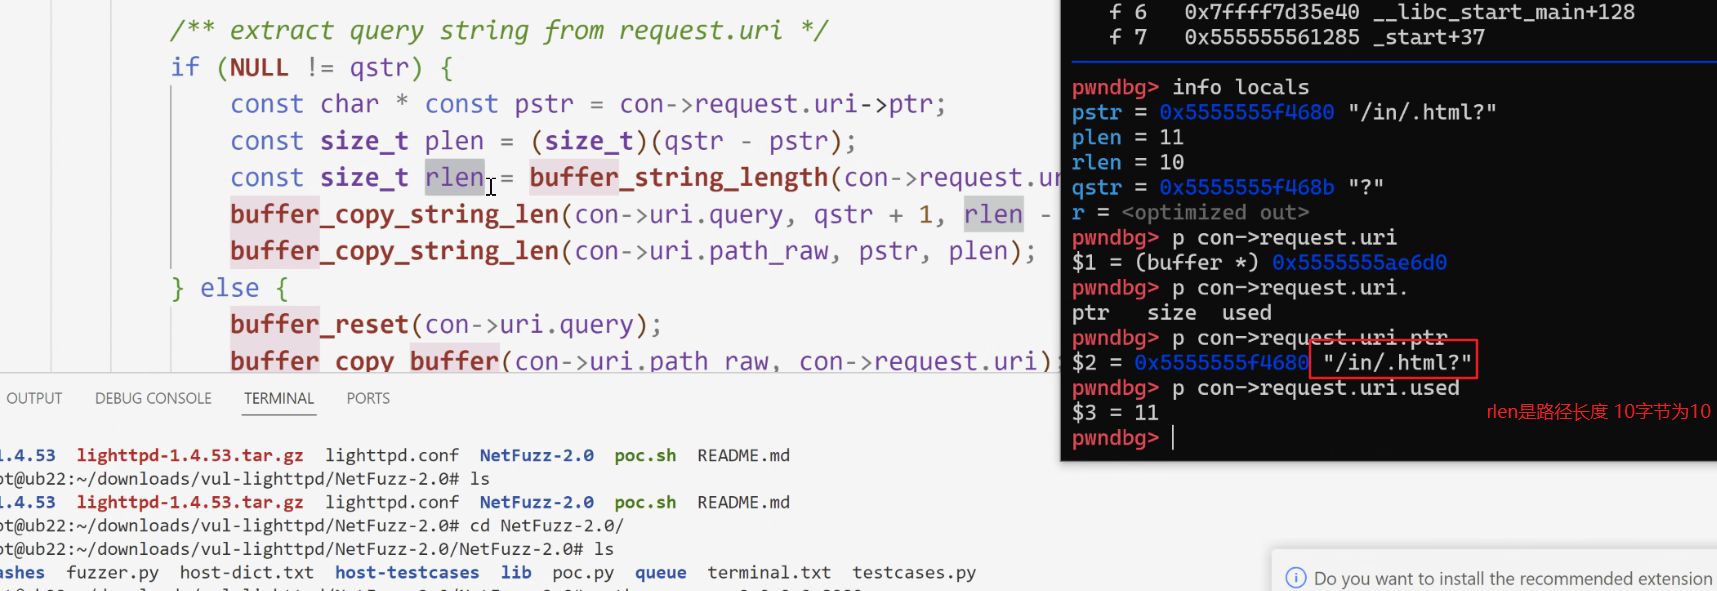 /** extract query string from request.uri */
if (NULL != qstr) {
const char * const pstr = con->request.uri->ptr;
const size_t plen = (size_t)(qstr - pstr);
const size_t rlen = buffer_string_length(con->request.ur
buffer_copy_string_len(con->uri.query, qstr + 1, rlen -
buffer_copy_string_len(con->uri.path_raw, pstr, plen);
} else {
buffer_reset(con->uri.query);
buffer_copy_buffer(con->uri.path_raw, con->request.uri);
f 6 0x7ffff7d35e40 __libc_start_main+128
f 7 0x555555561285 _start+37
pwndbg> info locals
pstr = 0x5555555f4680 "/in/.html?"
plen = 11
rlen = 10
qstr = 0x5555555f468b "?"
r = <optimized out>
pwndbg> p con->request.uri
$1 = (buffer *) 0x5555555ae6d0
pwndbg> p con->request.uri.
ptr size used
pwndbg> p con->request.uri.ptr
$2 = 0x5555555f4680 "/in/.html?"
pwndbg> p con->request.uri.used
$3 = 11
pwndbg>
rlen是路径长度 10字节为10
OUTPUT DEBUG CONSOLE TERMINAL PORTS
1.4.53 lighttpd-1.4.53.tar.gz lighttpd.conf NetFuzz-2.0 poc.sh README.md
ot@ub22:~/downloads/vul-lighttpd/NetFuzz-2.0# ls
1.4.53 lighttpd-1.4.53.tar.gz lighttpd.conf NetFuzz-2.0 poc.sh README.md
ot@ub22:~/downloads/vul-lighttpd/NetFuzz-2.0# cd NetFuzz-2.0/
ot@ub22:~/downloads/vul-lighttpd/NetFuzz-2.0/NetFuzz-2.0# ls
ashes fuzzer.py host-dict.txt host-testcases lib poc.py queue terminal.txt testcases.py
Do you want to install the recommended extension